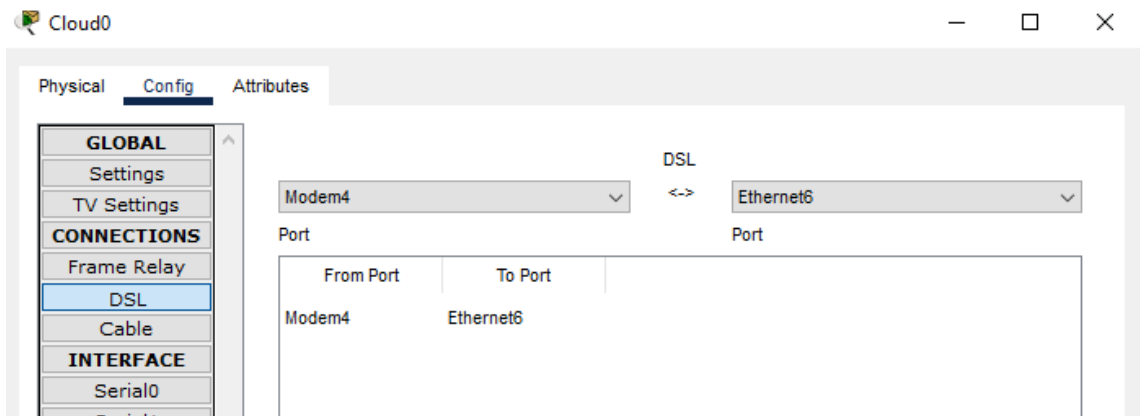 Cloud0
Physical Config Attributes
GLOBAL
Settings
TV Settings
CONNECTIONS
Frame Relay
DSL
Cable
INTERFACE
Serial0
DSL
Modem4 <-> Ethernet6
Port Port
From Port To Port
Modem4 Ethernet6